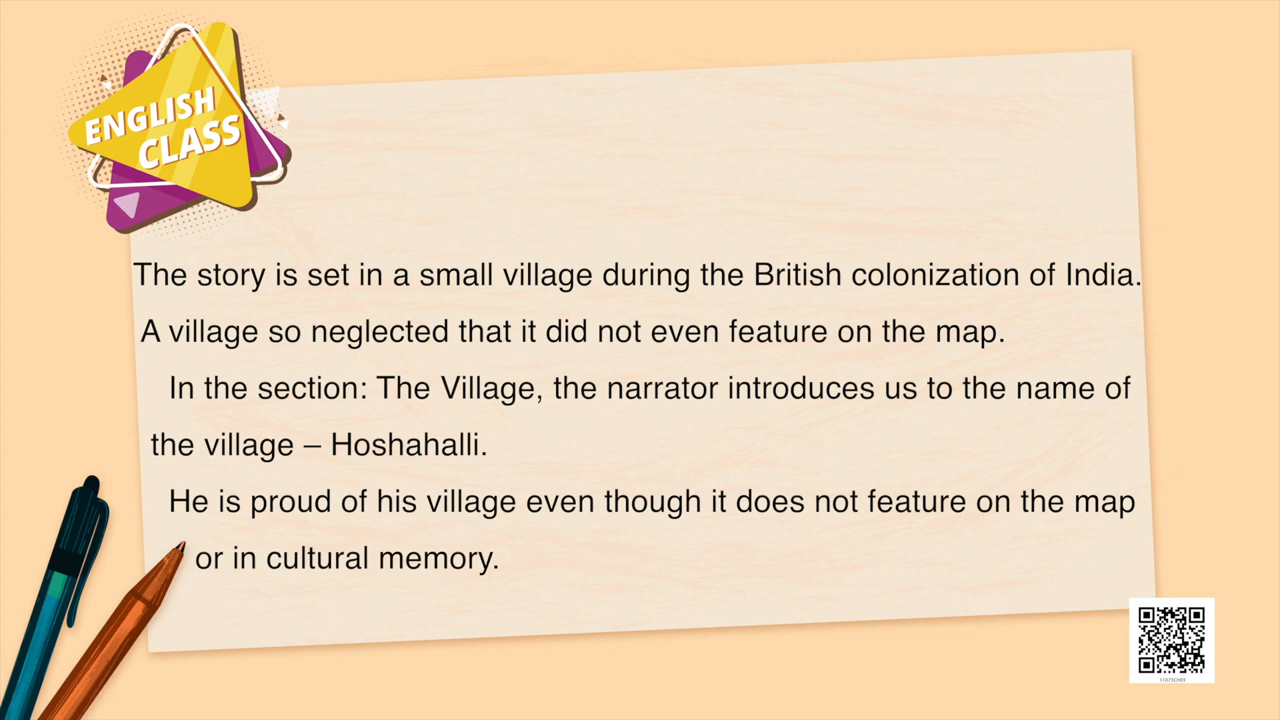 ENGLISH
CLASS
The story is set in a small village during the British colonization of India.
A village so neglected that it did not even feature on the map.
In the section: The Village, the narrator introduces us to the name of
the village – Hoshahalli.
He is proud of his village even though it does not feature on the map
or in cultural memory.